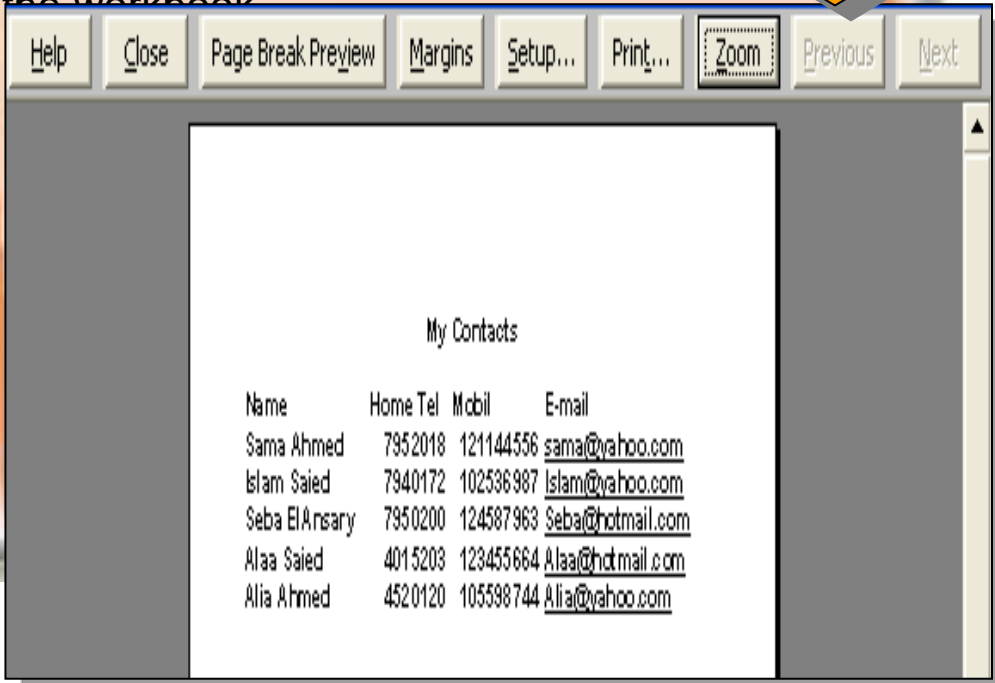 the Workbook
Help Close Page Break Preview Margins Setup... Print... Zoom Previous Next
My Contacts
Name Home Tel Mobil E-mail
Sama Ahmed 7952018 121144556 sama@yahoo.com
Islam Saied 7940172 102536987 Islam@yahoo.com
Seba ElAnsary 7950200 124587963 Seba@hotmail.com
Alaa Saied 4015203 123455664 Alaa@hotmail.com
Alia Ahmed 4520120 105598744 Alia@yahoo.com